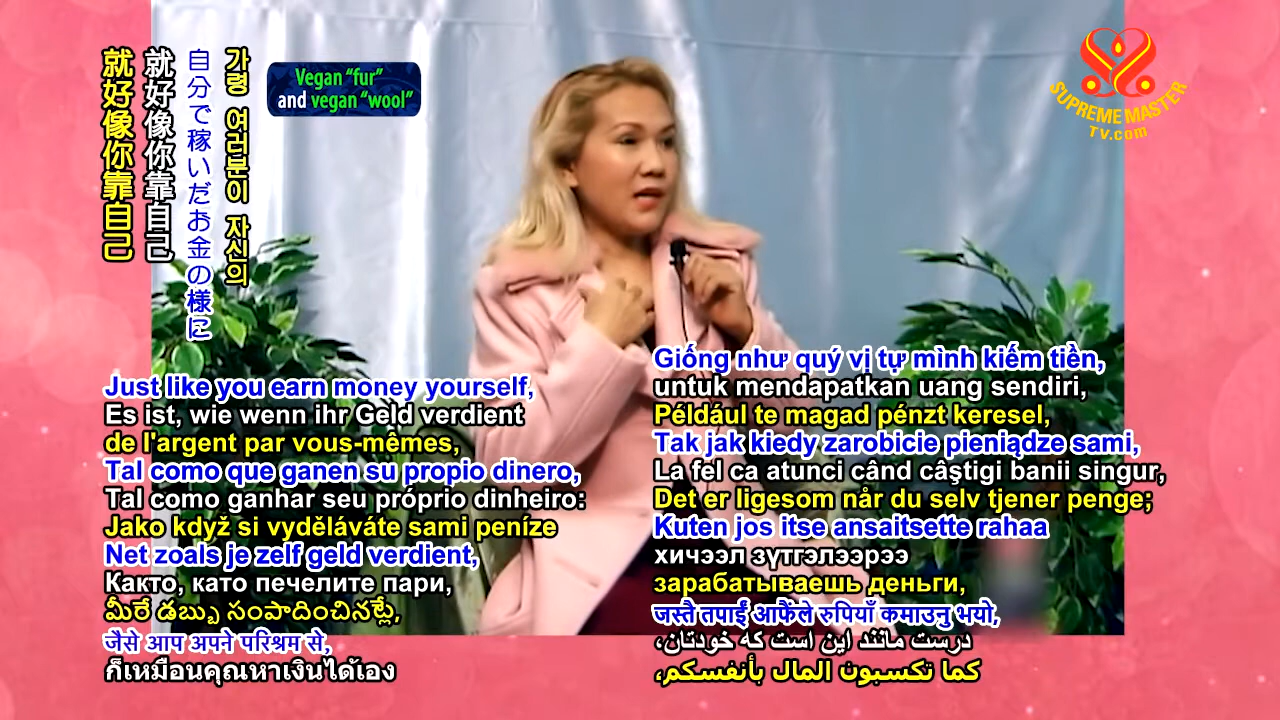 就好像你靠自己
就好像你靠自己
自分で稼いだお金の様に
가령 여러분이 자신의
Vegan “fur”
and vegan “wool”
SUPREME MASTER
TV.com
Just like you earn money yourself,
Es ist, wie wenn ihr Geld verdient
de l'argent par vous-mêmes,
Tal como que ganen su propio dinero,
Tal como ganhar seu próprio dinheiro:
Jako když si vyděláváte sami peníze
Net zoals je zelf geld verdient,
Както, като печелите пари,
మీరే డబ్బు సంపాదించినట్లే,
जैसे आप अपने परिश्रम से,
ก็เหมือนคุณหาเงินได้เอง
Giống như quý vị tự mình kiếm tiền,
untuk mendapatkan uang sendiri,
Például te magad pénzt keresel,
Tak jak kiedy zarobicie pieniądze sami,
La fel ca atunci când câştigi banii singur,
Det er ligesom når du selv tjener penge;
Kuten jos itse ansaitsette rahaa
хичээл зүтгэлээрээ
зарабатываешь деньги,
जस्तै तपाईं आफैंले रुपियाँ कमाउनु भयो,
درست مانند این است که خودتان،
كما تكسبون المال بأنفسكم،